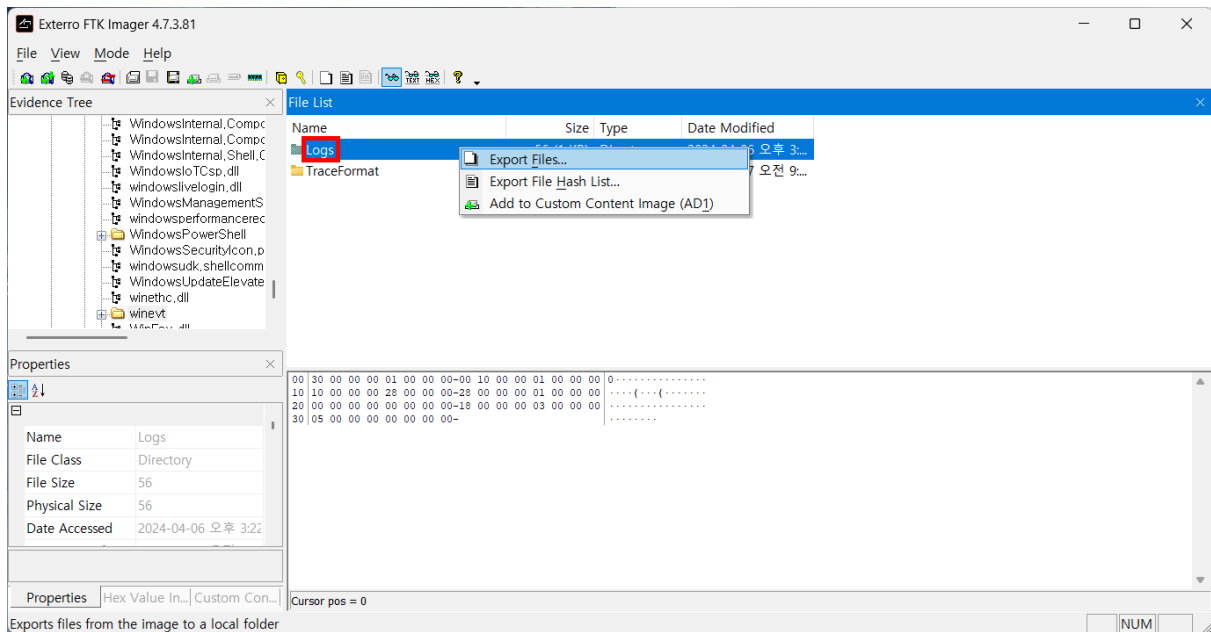 Exterro FTK Imager 4.7.3.81
File View Mode Help
Evidence Tree
WindowsInternal,Compc
WindowsInternal,Compc
WindowsInternal,Shell,C
WindowsIoTCsp,dll
windowslivelogin,dll
WindowsManagementS
windowsperformancerec
WindowsPowerShell
WindowsSecurityIcon,p
windowsudk,shellcomm
WindowsUpdateElevate
winethc,dll
winevt
File List
Name Size Type Date Modified
Logs
TraceFormat
오전 9:...
Export Files...
Export File Hash List...
Add to Custom Content Image (AD1)
Properties
Name Logs
File Class Directory
File Size 56
Physical Size 56
Date Accessed 2024-04-06 오후 3:22
Properties Hex Value In... Custom Con...
00 30 00 00 00 01 00 00 00-00 10 00 00 01 00 00 00 0···············
10 10 00 00 00 28 00 00 00-28 00 00 00 01 00 00 00 ····(···(·······
20 00 00 00 00 00 00 00 00-18 00 00 00 03 00 00 00 ················
30 05 00 00 00 00 00 00 00- ········
Cursor pos = 0
Exports files from the image to a local folder
NUM